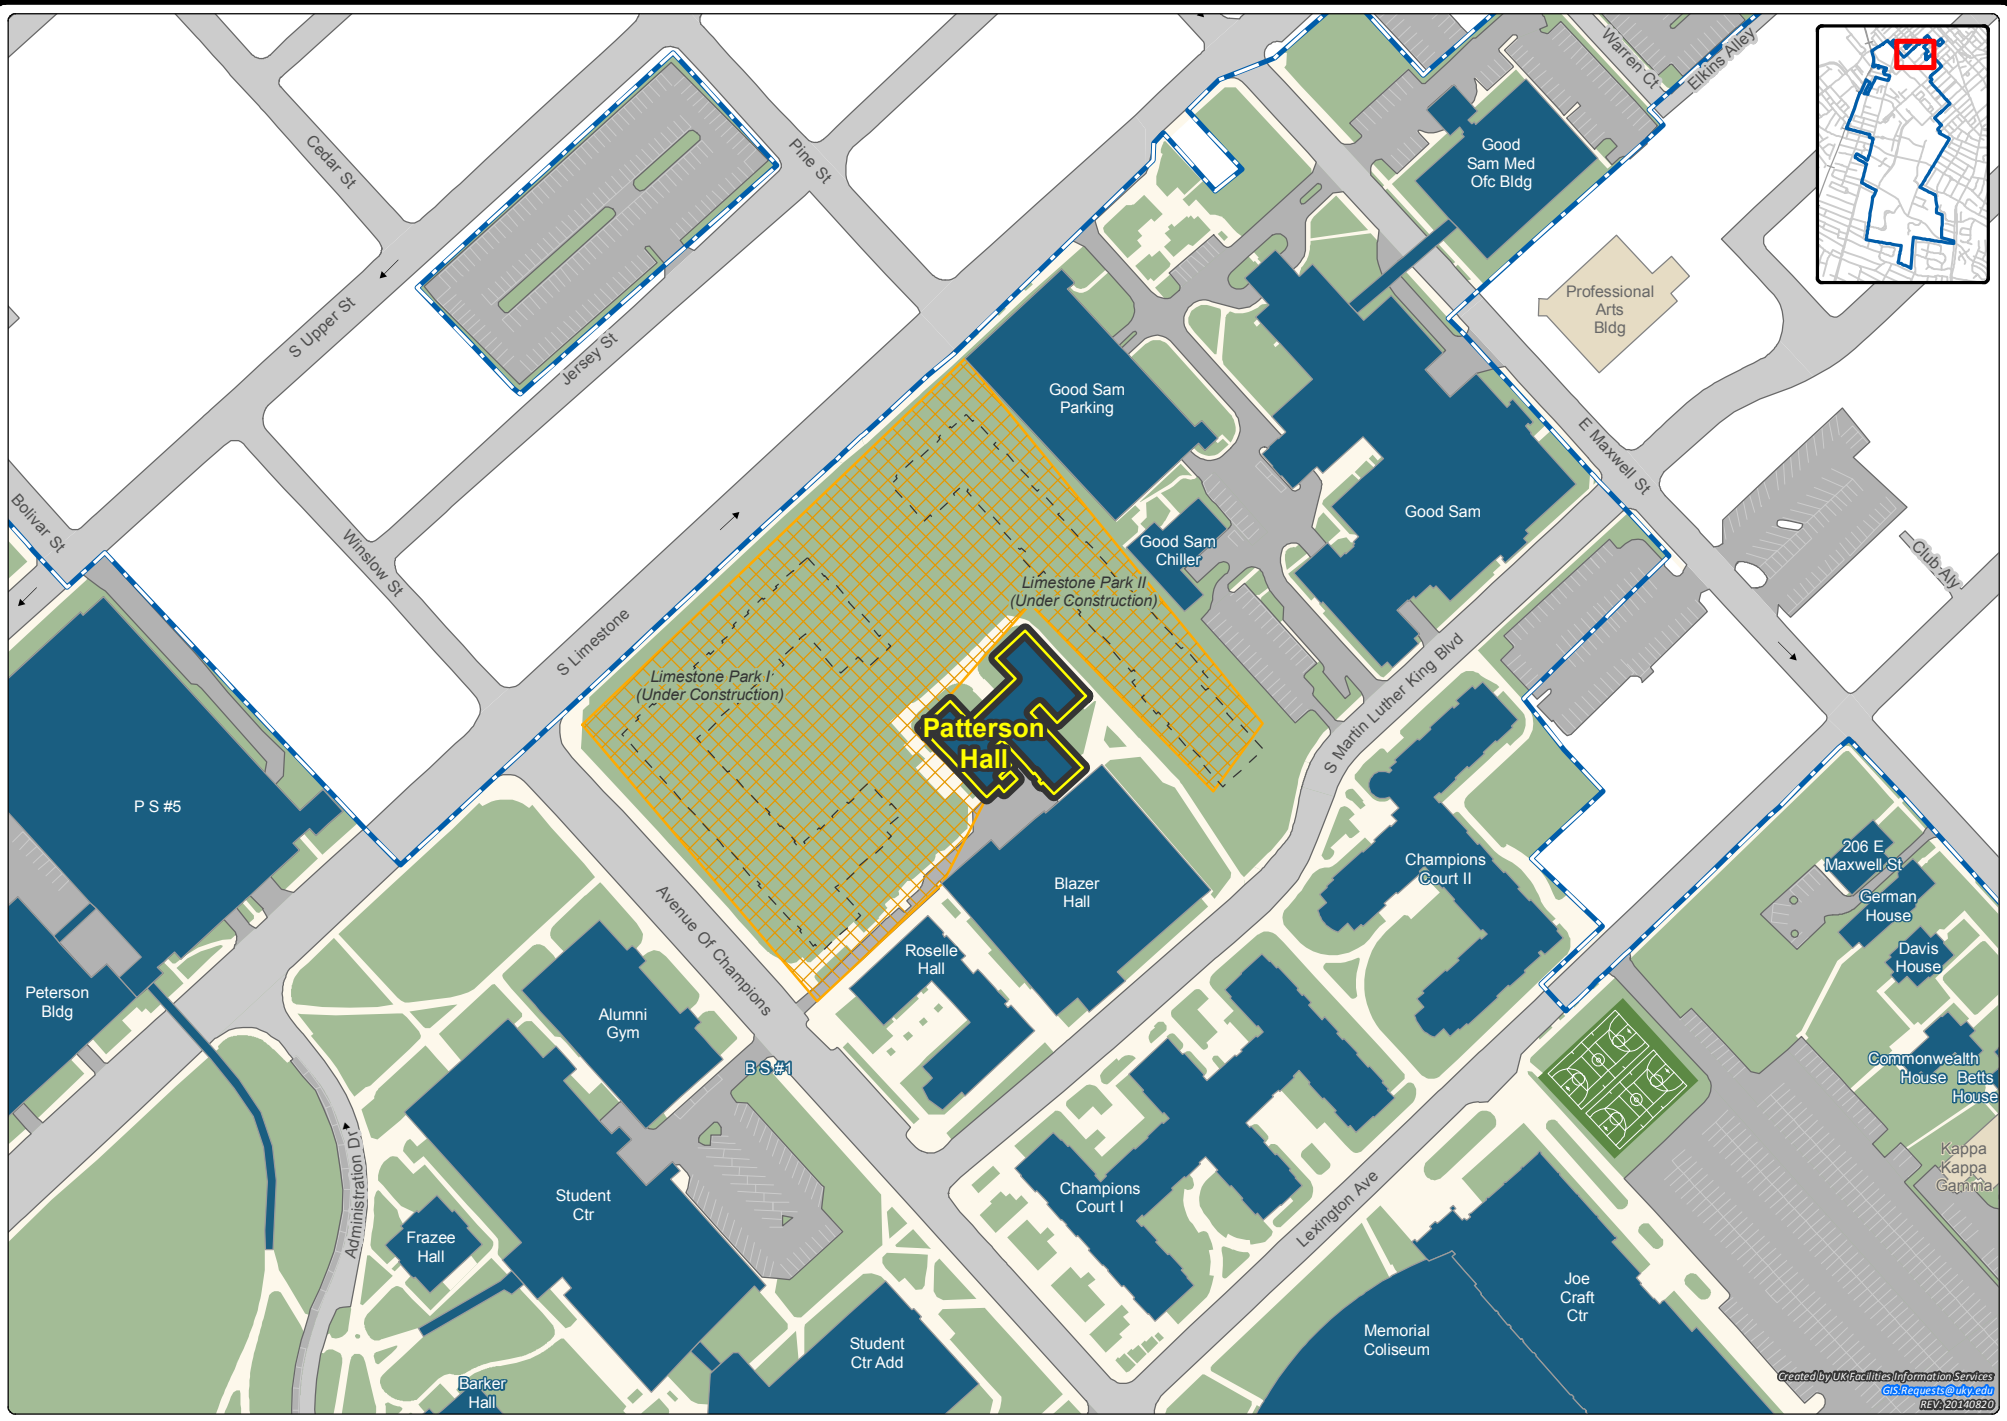 Warren Ct
Elkins Alley
Cedar St
Pine St
Good
Sam Med
Ofc Bldg
Professional
Arts
Bldg
S Upper St
Jersey St
Good Sam
Parking
E Maxwell St
Bolivar St
Winslow St
Good Sam
Good Sam
Chiller
Club Aly
Limestone Park II
(Under Construction)
S Limestone
Limestone Park I
(Under Construction)
S Martin Luther King Blvd
Patterson
Hall
P S #5
206 E
Maxwell St
Champions
Court II
Blazer
Hall
German
House
Avenue Of Champions
Roselle
Hall
Davis
House
Peterson
Bldg
Alumni
Gym
B S #1
Commonwealth
House
Betts
House
Administration Dr
Kappa
Kappa
Gamma
Student
Ctr
Champions
Court I
Lexington Ave
Frazee
Hall
Joe
Craft
Ctr
Memorial
Coliseum
Student
Ctr Add
Barker
Hall
Created by UK Facilities Information Services
GIS.Requests@uky.edu
REV: 20140820